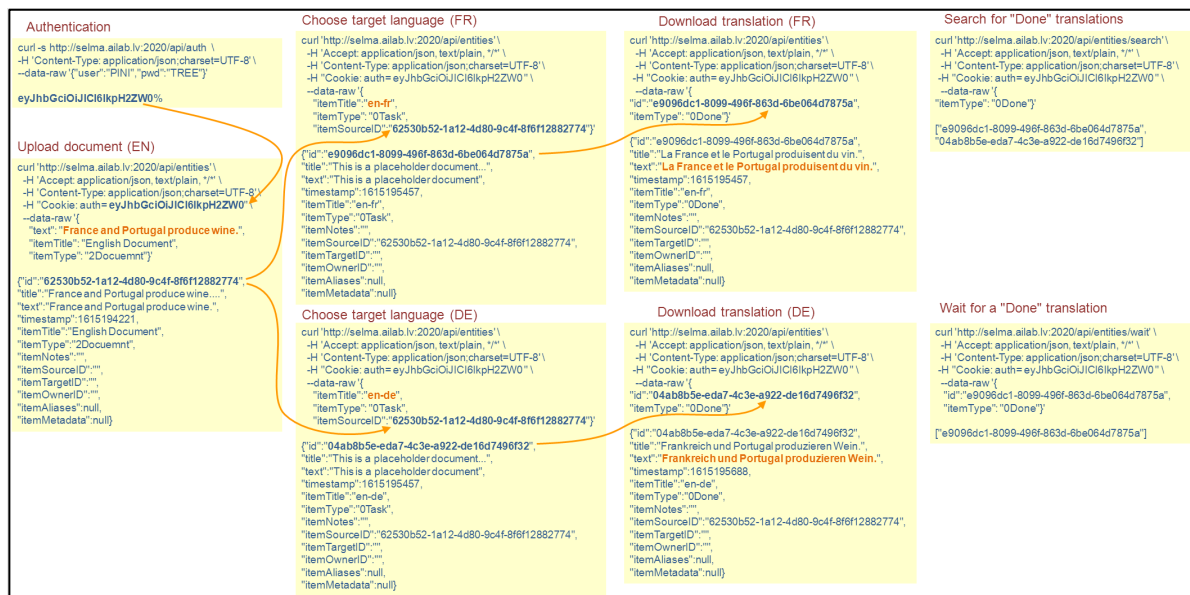 Authentication
curl -s http://selma.ailab.lv:2020/api/auth \
-H 'Content-Type: application/json;charset=UTF-8' \
--data-raw '{"user":"PINI","pwd":"TREE"}'
eyJhbGciOiJICI6IkpH2ZW0%
Upload document (EN)
curl 'http://selma.ailab.lv:2020/api/entities' \
-H 'Accept: application/json, text/plain, */*' \
-H 'Content-Type: application/json;charset=UTF-8' \
-H "Cookie: auth= eyJhbGciOiJICI6IkpH2ZW0" \
--data-raw '{
"text": "France and Portugal produce wine.",
"itemTitle": "English Document",
"itemType": "2Docuemnt"}'
{"id":"62530b52-1a12-4d80-9c4f-8f6f12882774",
"title":"France and Portugal produce wine....",
"text":"France and Portugal produce wine.",
"timestamp":1615194221,
"itemTitle":"English Document",
"itemType":"2Docuemnt",
"itemNotes":"",
"itemSourceID":"",
"itemTargetID":"",
"itemOwnerID":"",
"itemAliases":null,
"itemMetadata":null}
Choose target language (FR)
curl 'http://selma.ailab.lv:2020/api/entities' \
-H 'Accept: application/json, text/plain, */*' \
-H 'Content-Type: application/json;charset=UTF-8' \
-H "Cookie: auth= eyJhbGciOiJICI6IkpH2ZW0" \
--data-raw '{
"itemTitle":"en-fr",
"itemType": "0Task",
"itemSourceID": "62530b52-1a12-4d80-9c4f-8f6f12882774"}'
{"id":"e9096dc1-8099-496f-863d-6be064d7875a",
"title":"This is a placeholder document...",
"text":"This is a placeholder document",
"timestamp":1615195457,
"itemTitle":"en-fr",
"itemType":"0Task",
"itemNotes":"",
"itemSourceID":"62530b52-1a12-4d80-9c4f-8f6f12882774",
"itemTargetID":"",
"itemOwnerID":"",
"itemAliases":null,
"itemMetadata":null}
Choose target language (DE)
curl 'http://selma.ailab.lv:2020/api/entities' \
-H 'Accept: application/json, text/plain, */*' \
-H 'Content-Type: application/json;charset=UTF-8' \
-H "Cookie: auth= eyJhbGciOiJICI6IkpH2ZW0" \
--data-raw '{
"itemTitle":"en-de",
"itemType": "0Task",
"itemSourceID": "62530b52-1a12-4d80-9c4f-8f6f12882774"}'
{"id":"04ab8b5e-eda7-4c3e-a922-de16d7496f32",
"title":"This is a placeholder document...",
"text":"This is a placeholder document",
"timestamp":1615195457,
"itemTitle":"en-de",
"itemType":"0Task",
"itemNotes":"",
"itemSourceID":"62530b52-1a12-4d80-9c4f-8f6f12882774",
"itemTargetID":"",
"itemOwnerID":"",
"itemAliases":null,
"itemMetadata":null}
Download translation (FR)
curl 'http://selma.ailab.lv:2020/api/entities' \
-H 'Accept: application/json, text/plain, */*' \
-H 'Content-Type: application/json;charset=UTF-8' \
-H "Cookie: auth= eyJhbGciOiJICI6IkpH2ZW0" \
--data-raw '{
"id":"e9096dc1-8099-496f-863d-6be064d7875a",
"itemType": "0Done"}'
{"id":"e9096dc1-8099-496f-863d-6be064d7875a",
"title":"La France et le Portugal produisent du vin.",
"text":"La France et le Portugal produisent du vin.",
"timestamp":1615195457,
"itemTitle":"en-fr",
"itemType":"0Done",
"itemNotes":"",
"itemSourceID":"62530b52-1a12-4d80-9c4f-8f6f12882774",
"itemTargetID":"",
"itemOwnerID":"",
"itemAliases":null,
"itemMetadata":null}
Download translation (DE)
curl 'http://selma.ailab.lv:2020/api/entities' \
-H 'Accept: application/json, text/plain, */*' \
-H 'Content-Type: application/json;charset=UTF-8' \
-H "Cookie: auth= eyJhbGciOiJICI6IkpH2ZW0" \
--data-raw '{
"id":"04ab8b5e-eda7-4c3e-a922-de16d7496f32",
"itemType": "0Done"}'
{"id":"04ab8b5e-eda7-4c3e-a922-de16d7496f32",
"title":"Frankreich und Portugal produzieren Wein.",
"text":"Frankreich und Portugal produzieren Wein.",
"timestamp":1615195688,
"itemTitle":"en-de",
"itemType":"0Done",
"itemNotes":"",
"itemSourceID":"62530b52-1a12-4d80-9c4f-8f6f12882774",
"itemTargetID":"",
"itemOwnerID":"",
"itemAliases":null,
"itemMetadata":null}
Search for "Done" translations
curl 'http://selma.ailab.lv:2020/api/entities/search' \
-H 'Accept: application/json, text/plain, */*' \
-H 'Content-Type: application/json;charset=UTF-8' \
-H "Cookie: auth= eyJhbGciOiJICI6IkpH2ZW0" \
--data-raw '{
"itemType": "0Done"}'
["e9096dc1-8099-496f-863d-6be064d7875a",
"04ab8b5e-eda7-4c3e-a922-de16d7496f32"]
Wait for a "Done" translation
curl 'http://selma.ailab.lv:2020/api/entities/wait' \
-H 'Accept: application/json, text/plain, */*' \
-H 'Content-Type: application/json;charset=UTF-8' \
-H "Cookie: auth= eyJhbGciOiJICI6IkpH2ZW0" \
--data-raw '{
"id":"e9096dc1-8099-496f-863d-6be064d7875a",
"itemType": "0Done"}'
["e9096dc1-8099-496f-863d-6be064d7875a"]